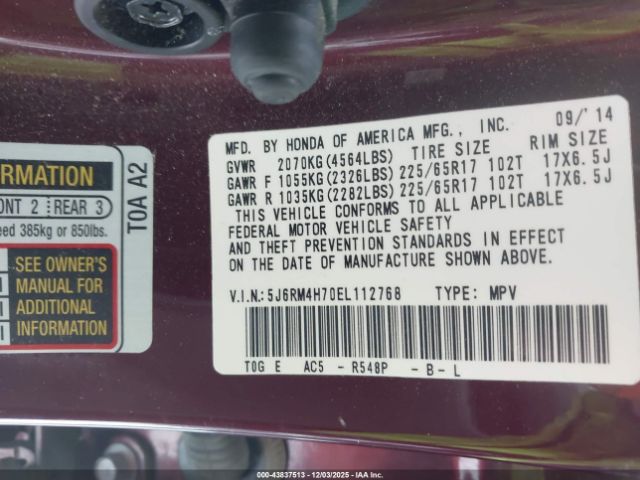 MFD. BY HONDA OF AMERICA MFG., INC. 09/'14
GVWR 2070KG(4564LBS) TIRE SIZE RIM SIZE
GAWR F 1055KG(2326LBS) 225/65R17 102T 17X6.5J
GAWR R 1035KG(2282LBS) 225/65R17 102T 17X6.5J
THIS VEHICLE CONFORMS TO ALL APPLICABLE
FEDERAL MOTOR VEHICLE SAFETY
AND THEFT PREVENTION STANDARDS IN EFFECT
ON THE DATE OF MANUFACTURE SHOWN ABOVE.
V.I.N.:5J6RM4H70EL112768 TYPE: MPV
T0G E AC5 - R548P - B - L
RMATION
ONT 2 REAR 3
eed 385kg or 850lbs.
SEE OWNER'S
MANUAL FOR
ADDITIONAL
INFORMATION
T0A A2
000-43837513 - 12/03/2025 - IAAI.COM